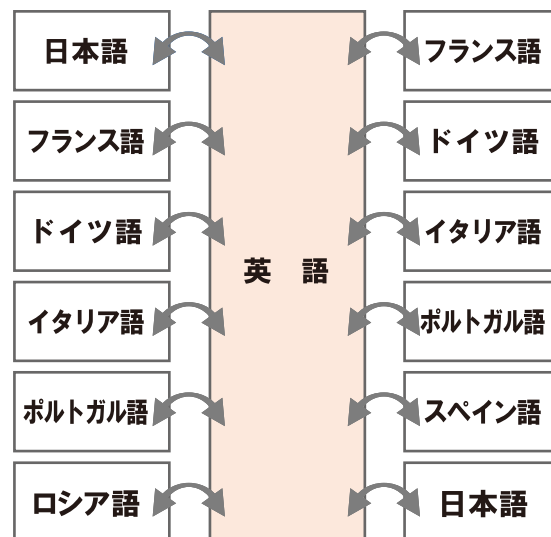 日本語
フランス語
ドイツ語
イタリア語
ポルトガル語
ロシア語
英 語
フランス語
ドイツ語
イタリア語
ポルトガル語
スペイン語
日本語